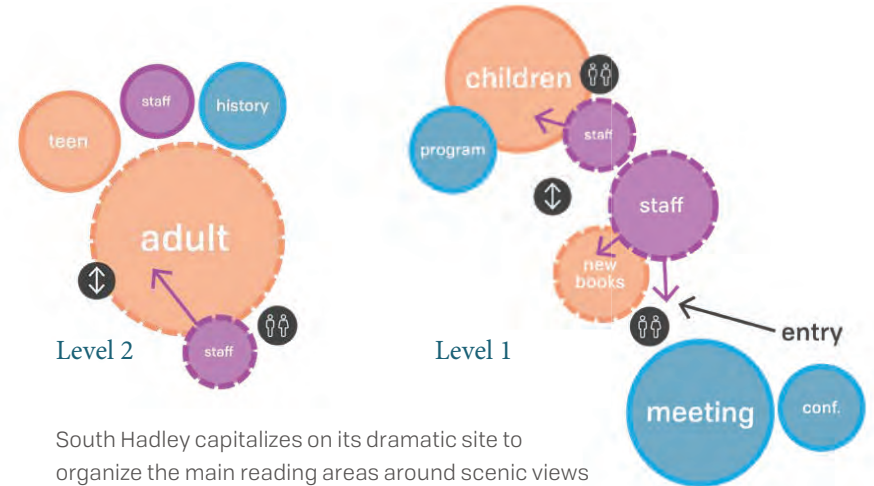 staff
history
teen
adult
staff
Level 2
children
staff
program
staff
new
books
entry
Level 1
meeting
conf.
South Hadley capitalizes on its dramatic site to
organize the main reading areas around scenic views